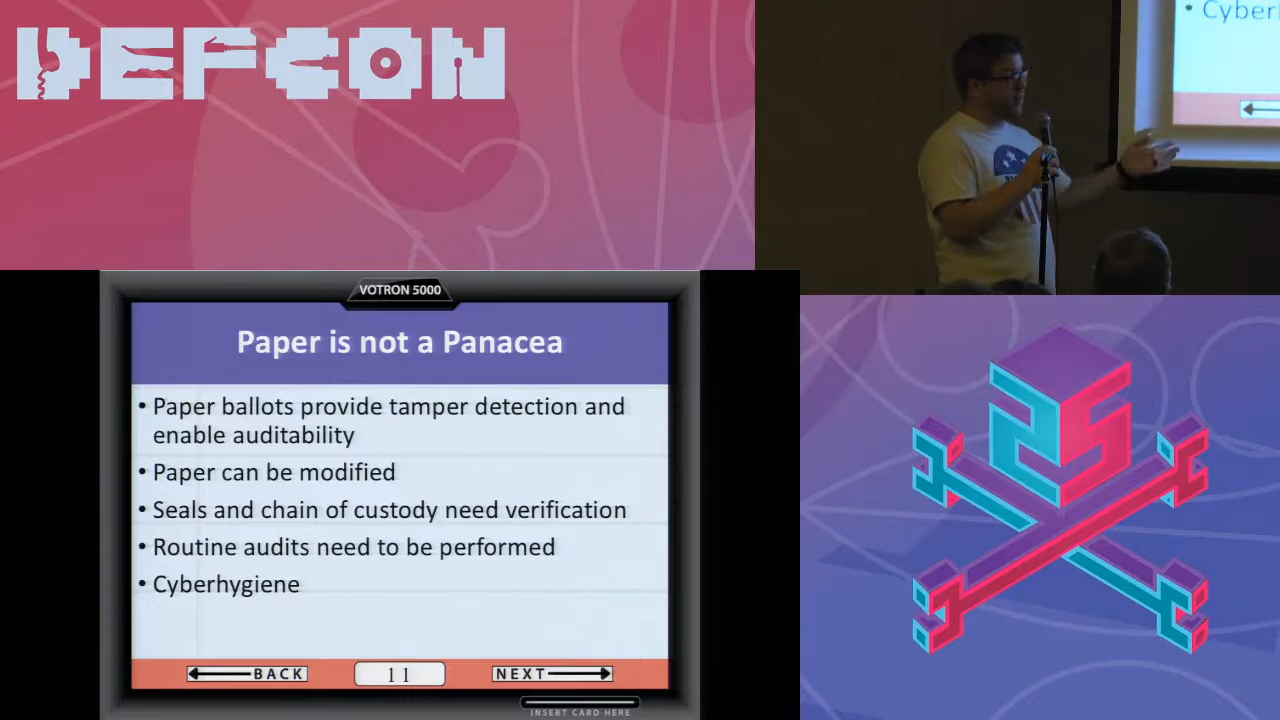 DEFCON
• Cyber
VOTRON 5000
Paper is not a Panacea
• Paper ballots provide tamper detection and
enable auditability
• Paper can be modified
• Seals and chain of custody need verification
• Routine audits need to be performed
• Cyberhygiene
BACK
11
NEXT
INSERT CARD HERE
25